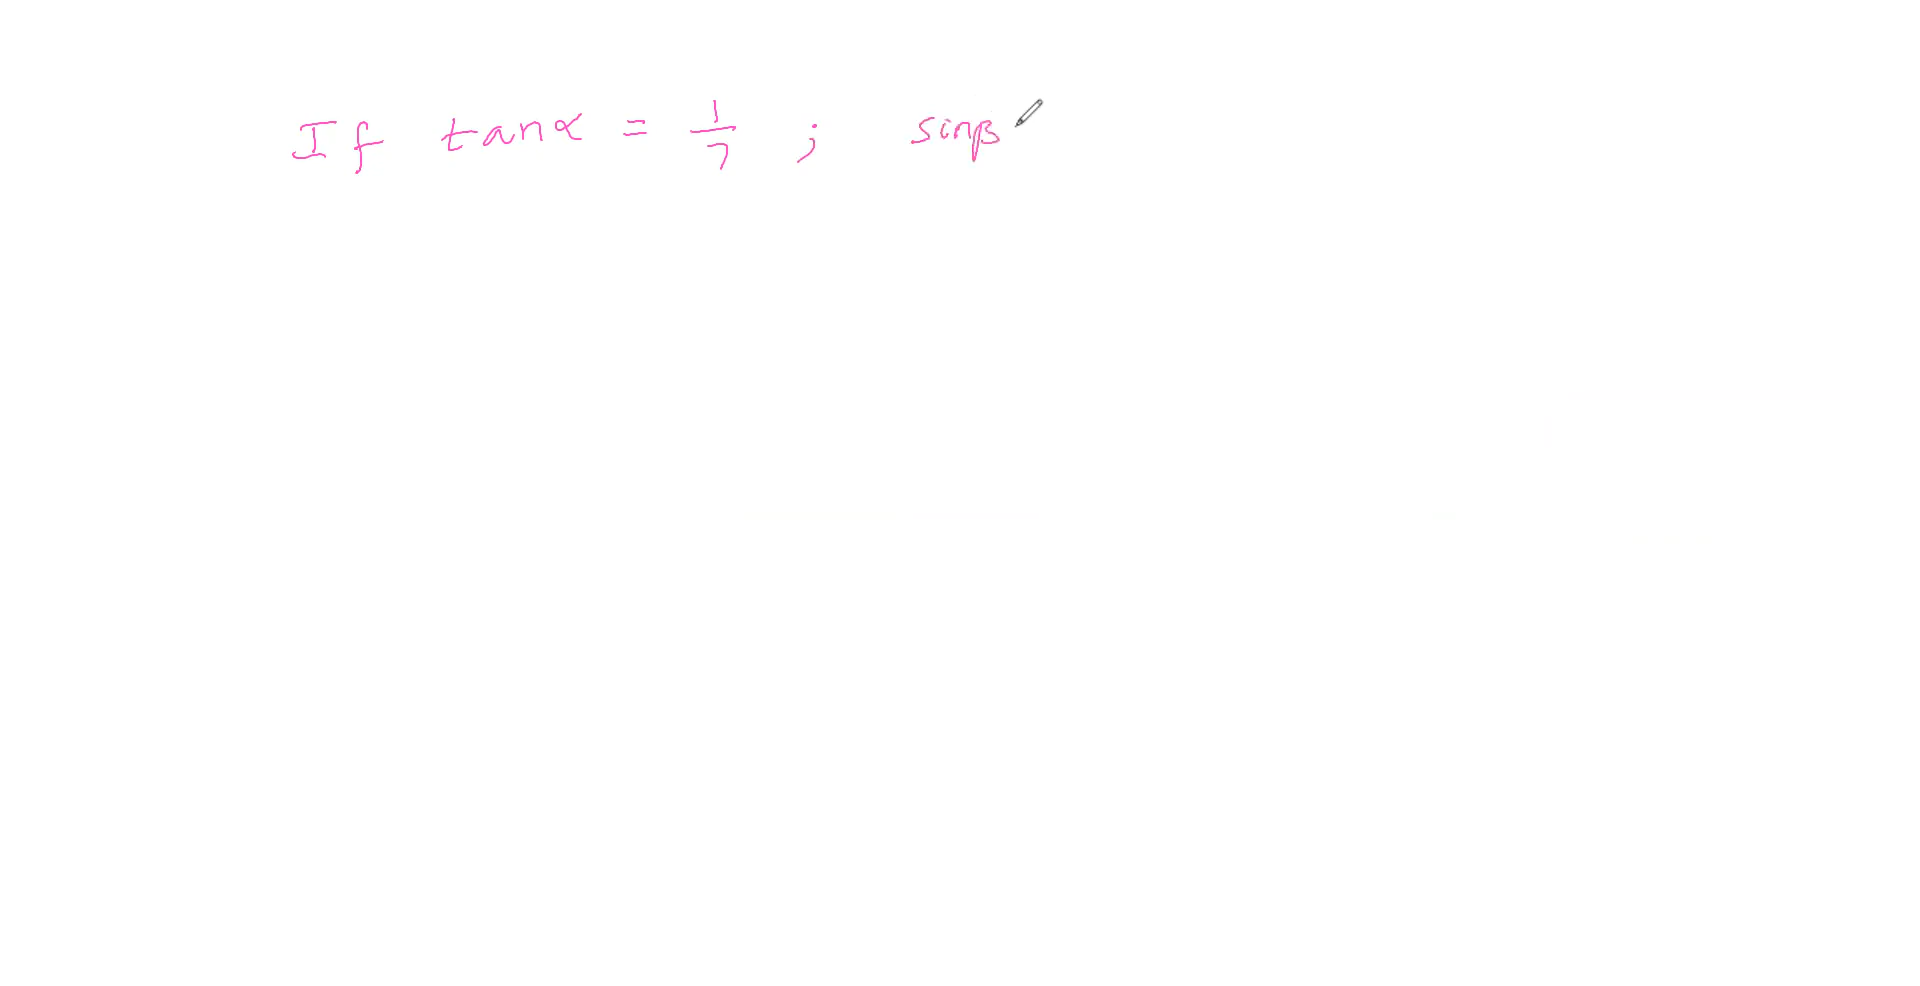 If tanα = 1/7 ; sinβ